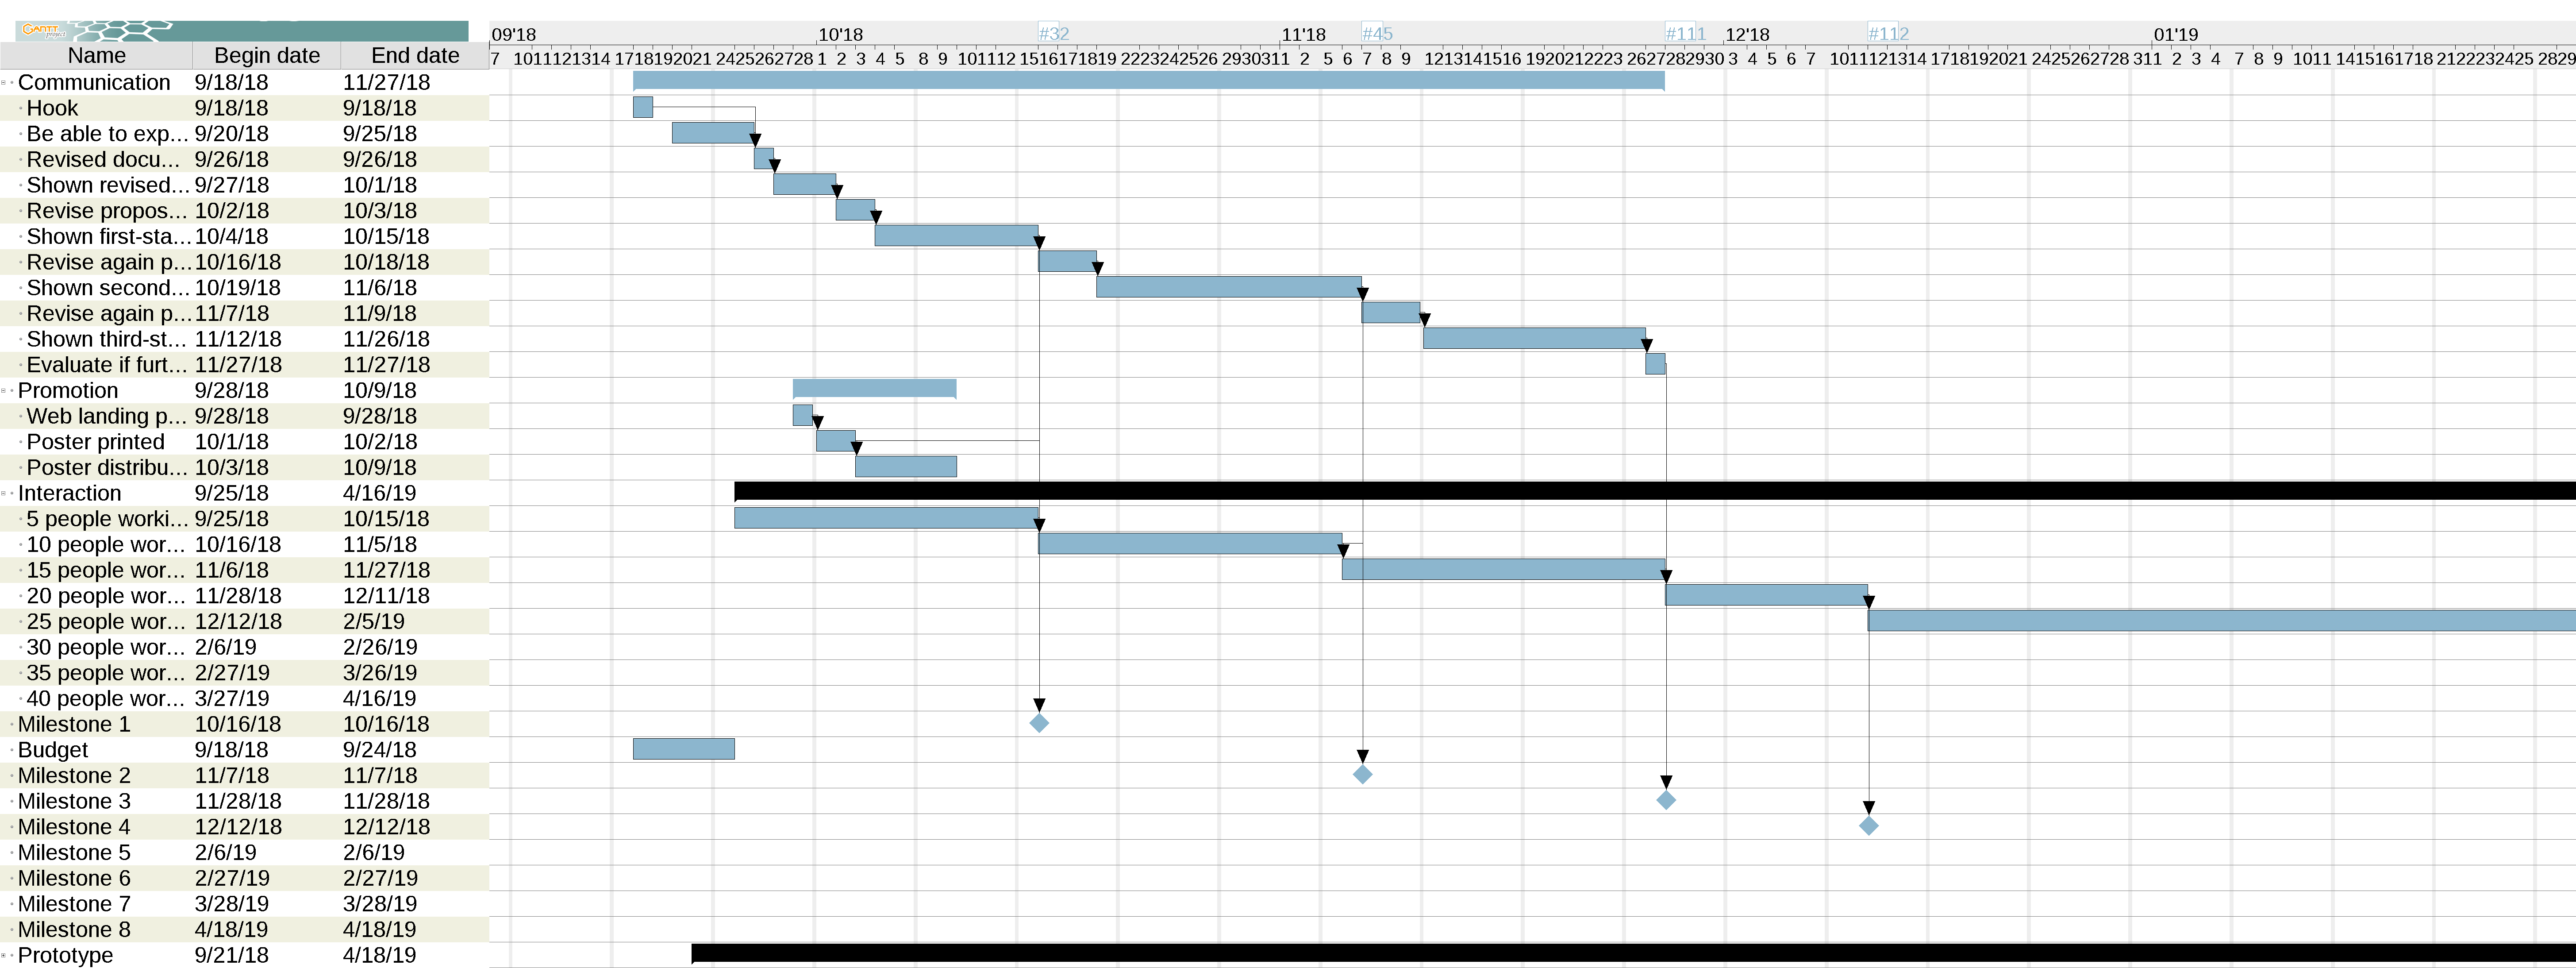 GANTT project
09'18 10'18 #32 11'18 #45 #111 12'18 #112 01'19
Name Begin date End date 7 10 11 12 13 14 17 18 19 20 21 24 25 26 27 28 1 2 3 4 5 8 9 10 11 12 15 16 17 18 19 22 23 24 25 26 29 30 31 1 2 5 6 7 8 9 12 13 14 15 16 19 20 21 22 23 26 27 28 29 30 3 4 5 6 7 10 11 12 13 14 17 18 19 20 21 24 25 26 27 28 31 1 2 3 4 7 8 9 10 11 14 15 16 17 18 21 22 23 24 25 28 29
Communication 9/18/18 11/27/18
Hook 9/18/18 9/18/18
Be able to exp... 9/20/18 9/25/18
Revised docu... 9/26/18 9/26/18
Shown revised... 9/27/18 10/1/18
Revise propos... 10/2/18 10/3/18
Shown first-sta... 10/4/18 10/15/18
Revise again p... 10/16/18 10/18/18
Shown second... 10/19/18 11/6/18
Revise again p... 11/7/18 11/9/18
Shown third-st... 11/12/18 11/26/18
Evaluate if furt... 11/27/18 11/27/18
Promotion 9/28/18 10/9/18
Web landing p... 9/28/18 9/28/18
Poster printed 10/1/18 10/2/18
Poster distribu... 10/3/18 10/9/18
Interaction 9/25/18 4/16/19
5 people worki... 9/25/18 10/15/18
10 people wor... 10/16/18 11/5/18
15 people wor... 11/6/18 11/27/18
20 people wor... 11/28/18 12/11/18
25 people wor... 12/12/18 2/5/19
30 people wor... 2/6/19 2/26/19
35 people wor... 2/27/19 3/26/19
40 people wor... 3/27/19 4/16/19
Milestone 1 10/16/18 10/16/18
Budget 9/18/18 9/24/18
Milestone 2 11/7/18 11/7/18
Milestone 3 11/28/18 11/28/18
Milestone 4 12/12/18 12/12/18
Milestone 5 2/6/19 2/6/19
Milestone 6 2/27/19 2/27/19
Milestone 7 3/28/19 3/28/19
Milestone 8 4/18/19 4/18/19
Prototype 9/21/18 4/18/19